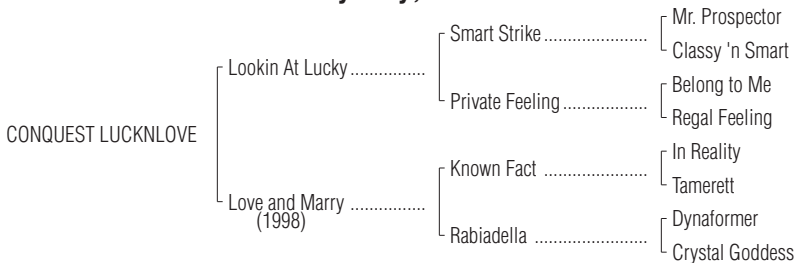 Mr. Prospector
Smart Strike
Classy 'n Smart
Lookin At Lucky
Belong to Me
Private Feeling
Regal Feeling
CONQUEST LUCKNLOVE
In Reality
Known Fact
Tamerett
Love and Marry
(1998)
Dynaformer
Rabiadella
Crystal Goddess